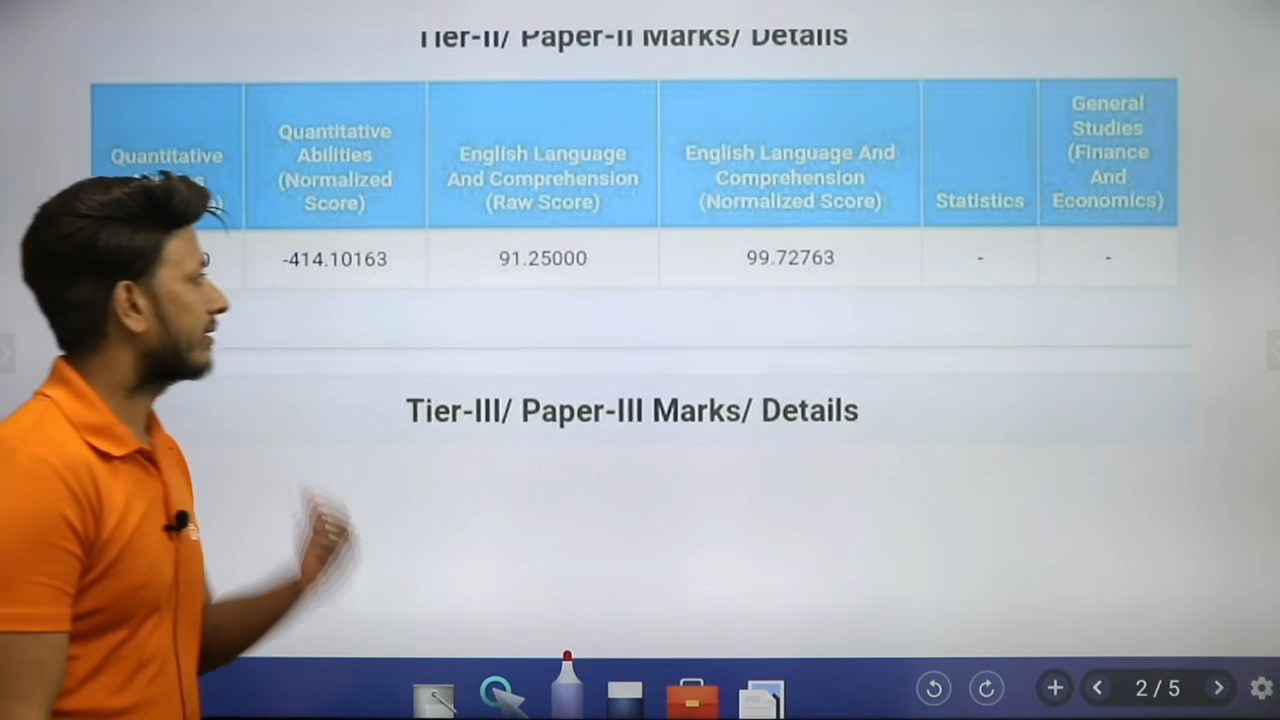 Tier-II/ Paper-II Marks/ Details
Quantitative
Quantitative
Abilities
(Normalized
Score)
English Language
And Comprehension
(Raw Score)
English Language And
Comprehension
(Normalized Score)
Statistics
General
Studies
(Finance
And
Economics)
-414.10163
91.25000
99.72763
-
-
Tier-III/ Paper-III Marks/ Details
2 / 5